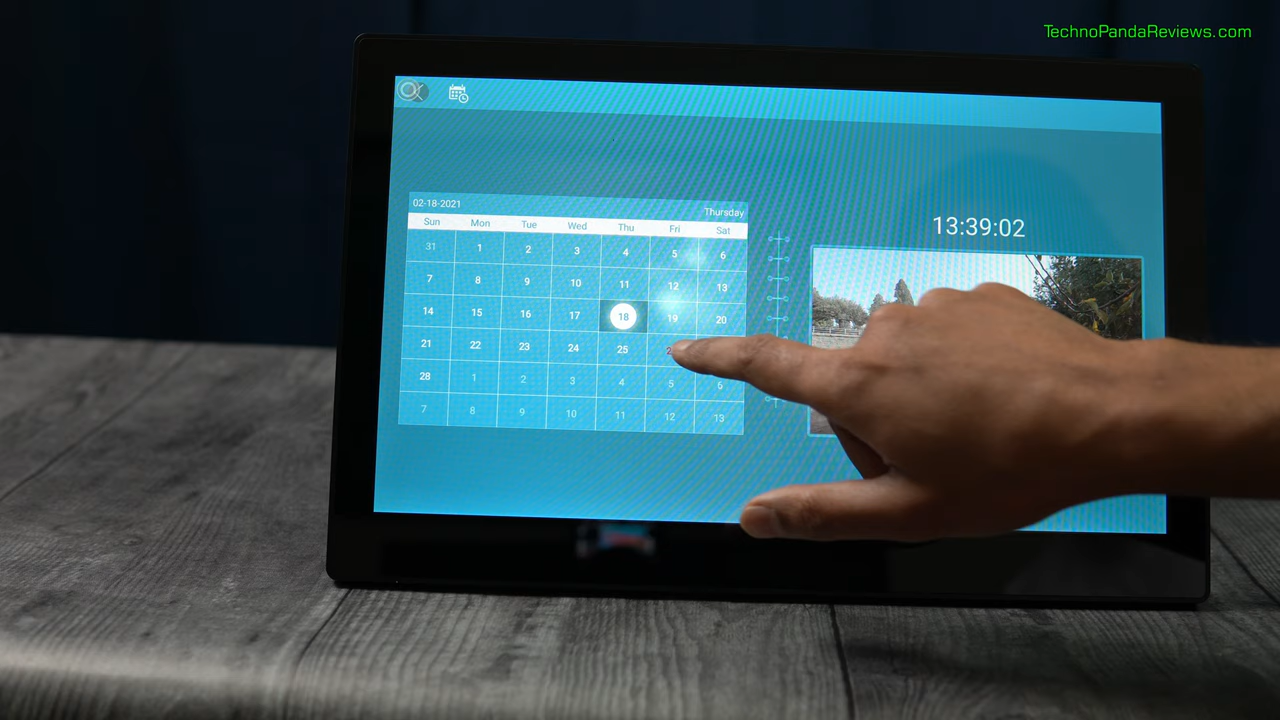 TechnoPandaReviews.com
02-18-2021 Thursday
Sun Mon Tue Wed Thu Fri Sat
31 1 2 3 4 5 6
7 8 9 10 11 12 13
14 15 16 17 18 19 20
21 22 23 24 25
28 1 2 3 4 5 6
7 8 9 10 11 12 13
13:39:02